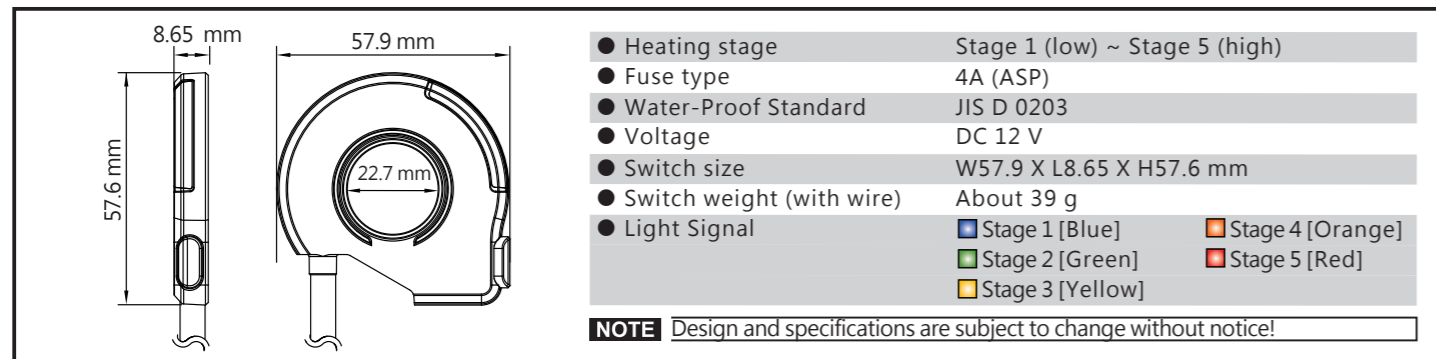 8.65 mm
57.9 mm
57.6 mm
22.7 mm
● Heating stage Stage 1 (low) ~ Stage 5 (high)
● Fuse type 4A (ASP)
● Water-Proof Standard JIS D 0203
● Voltage DC 12 V
● Switch size W57.9 X L8.65 X H57.6 mm
● Switch weight (with wire) About 39 g
● Light Signal Stage 1 [Blue] Stage 4 [Orange]
Stage 2 [Green] Stage 5 [Red]
Stage 3 [Yellow]
NOTE Design and specifications are subject to change without notice!